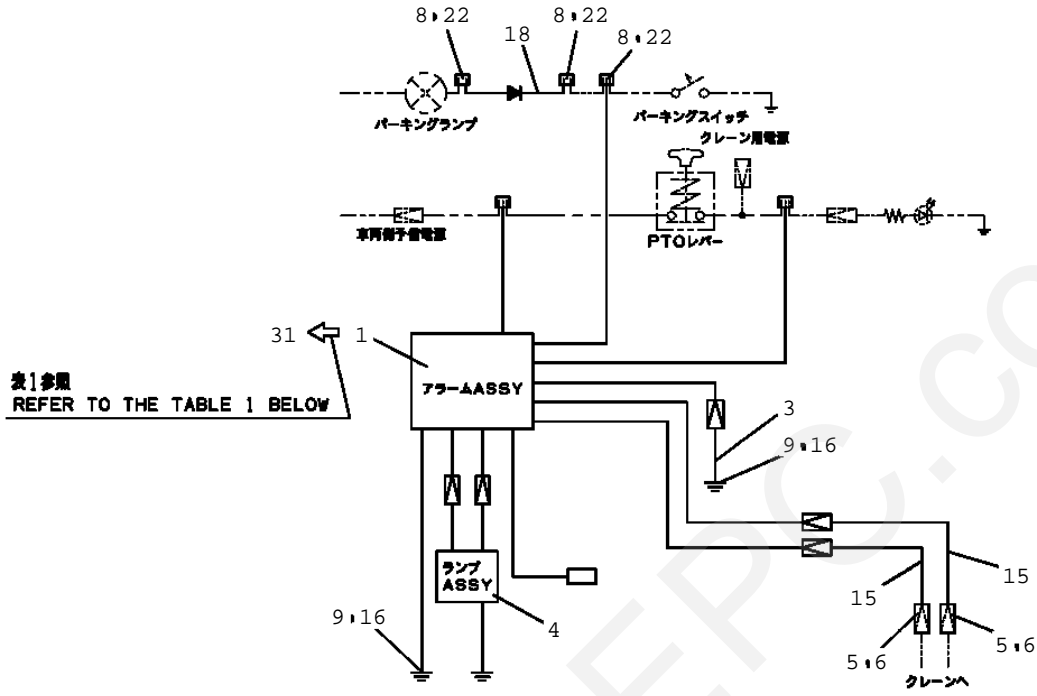 8・22
8・22
18
8・22
パーキングランプ
パーキングスイッチ
クレーン用電源
車両側予備電源
PTOレバー
31
1
表1参照
REFER TO THE TABLE 1 BELOW
アラームASSY
3
9・16
ランプ
ASSY
15
15
9・16
4
5・6
5・6
クレーンへ
EPC.co